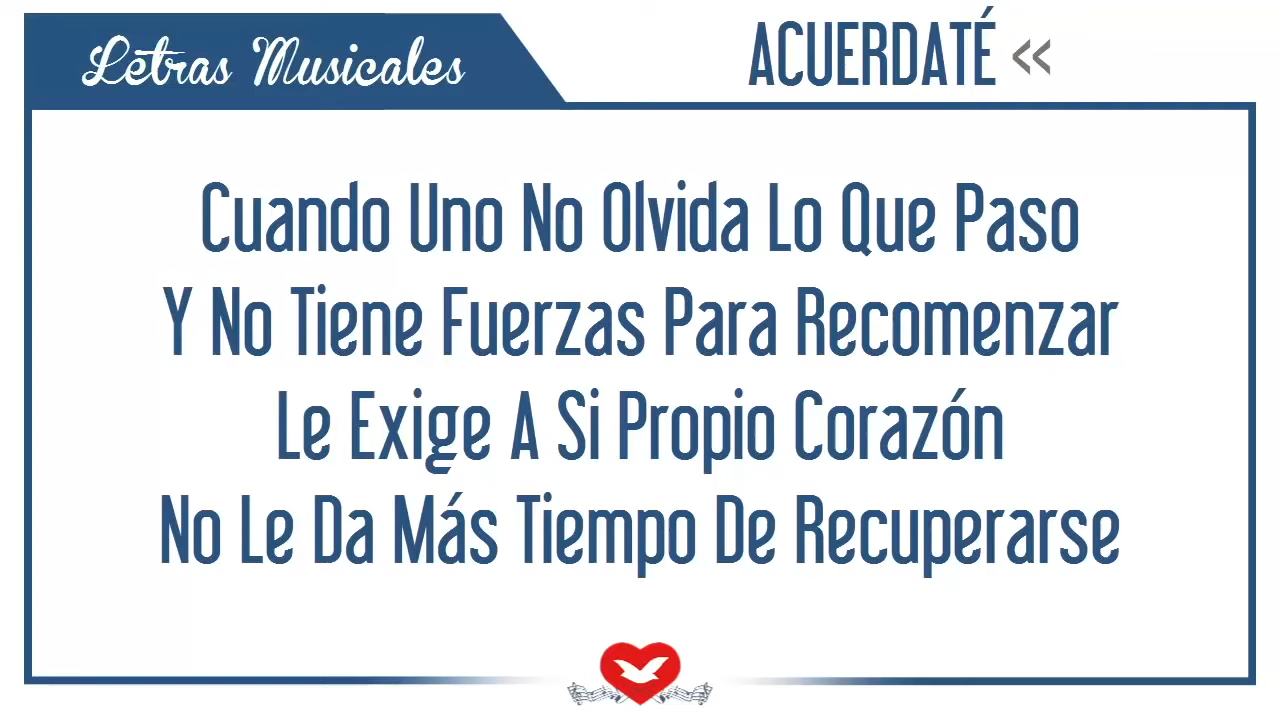 Letras Musicales
ACUERDATÉ <<
Cuando Uno No Olvida Lo Que Paso
Y No Tiene Fuerzas Para Recomenzar
Le Exige A Si Propio Corazón
No Le Da Más Tiempo De Recuperarse